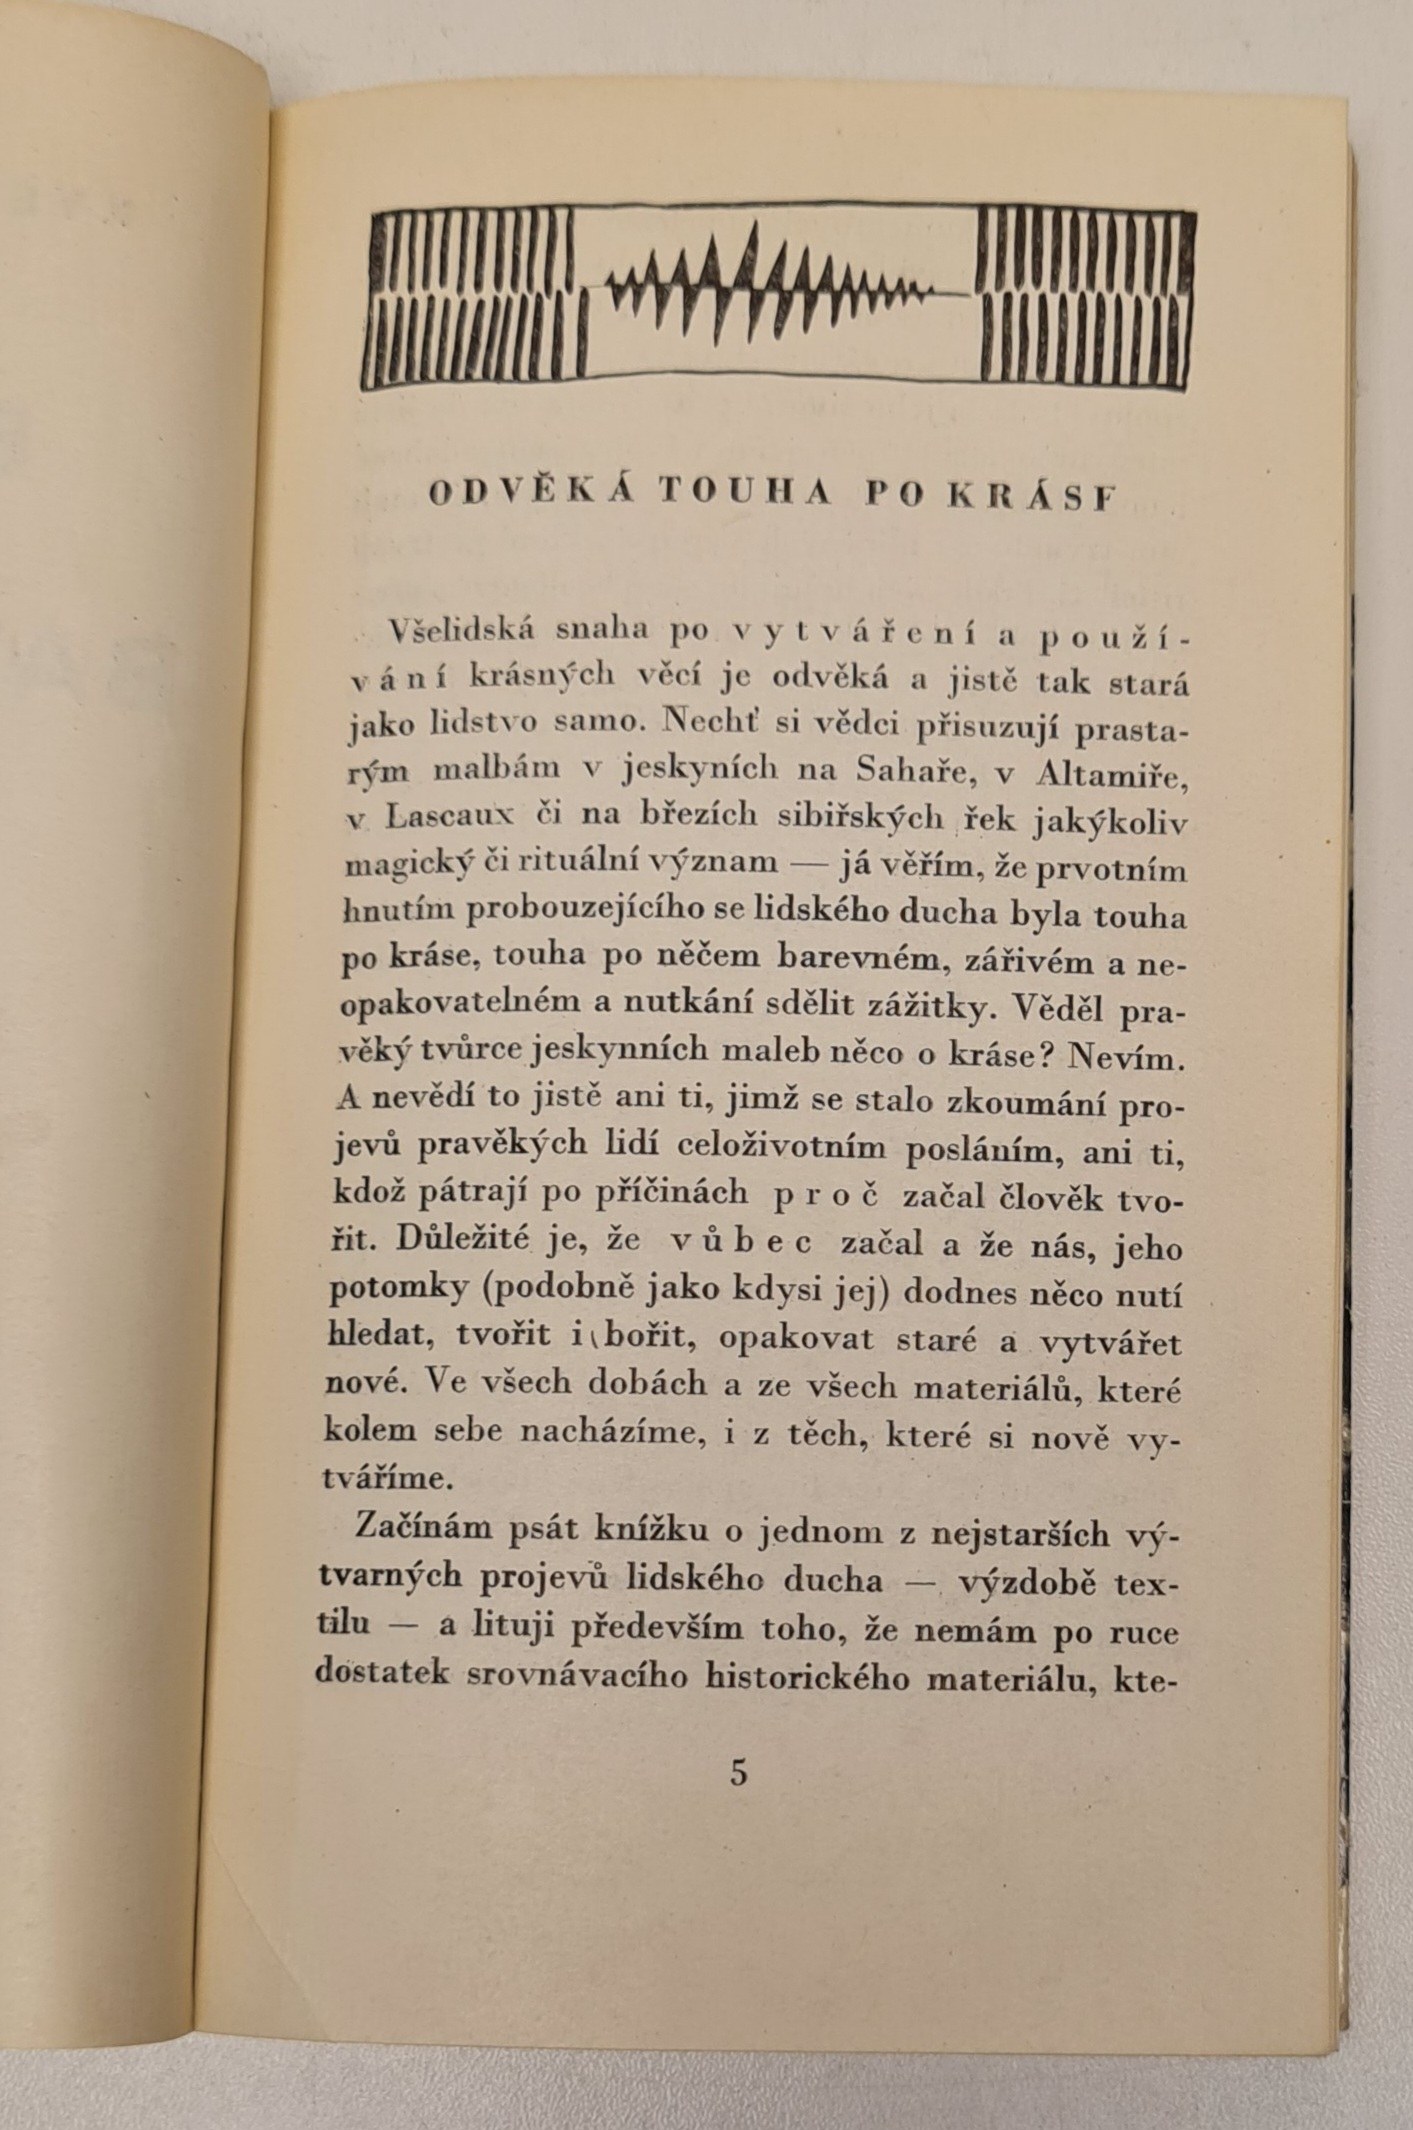 ODVĚKÁ TOUHA PO KRÁSE
Všelidská snaha po vytváření a použí-
vání krásných věcí je odvěká a jistě tak stará
jako lidstvo samo. Nechť si vědci přisuzují prasta-
rým malbám v jeskyních na Sahaře, v Altamiře,
v Lascaux či na březích sibiřských řek jakýkoliv
magický či rituální význam — já věřím, že prvotním
hnutím probouzejícího se lidského ducha byla touha
po kráse, touha po něčem barevném, zářivém a ne-
opakovatelném a nutkání sdělit zážitky. Věděl pra-
věký tvůrce jeskynních maleb něco o kráse? Nevím.
A nevědí to jistě ani ti, jimž se stalo zkoumání pro-
jevů pravěkých lidí celoživotním posláním, ani ti,
kdož pátrají po příčinách proč začal člověk tvo-
řit. Důležité je, že vůbec začal a že nás, jeho
potomky (podobně jako kdysi jej) dodnes něco nutí
hledat, tvořit i bořit, opakovat staré a vytvářet
nové. Ve všech dobách a ze všech materiálů, které
kolem sebe nacházíme, i z těch, které si nově vy-
tváříme.
Začínám psát knížku o jednom z nejstarších vý-
tvarných projevů lidského ducha — výzdobě tex-
tilu — a lituji především toho, že nemám po ruce
dostatek srovnávacího historického materiálu, kte-
5